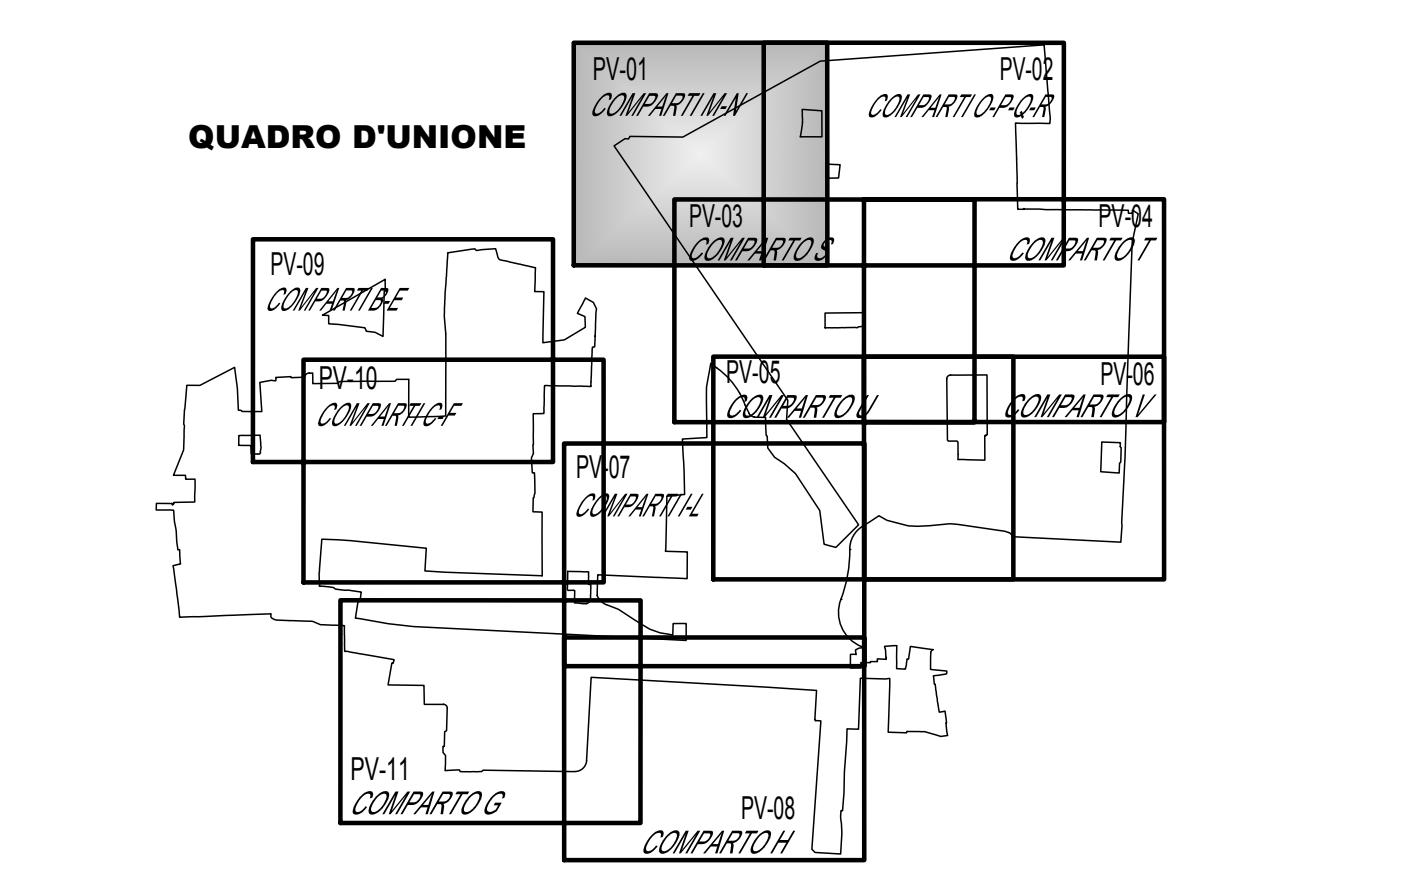 PV-01
COMPARTI M-N
PV-02
COMPARTI O-P-Q-R
QUADRO D'UNIONE
PV-03
COMPARTO S
PV-04
COMPARTO T
PV-09
COMPARTI B-E
PV-10
COMPARTI C-F
PV-05
COMPARTO U
PV-06
COMPARTO V
PV-07
COMPARTI I-L
PV-11
COMPARTO G
PV-08
COMPARTO H